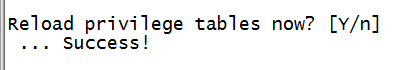 Reload privilege tables now? [Y/n]
 ... Success!